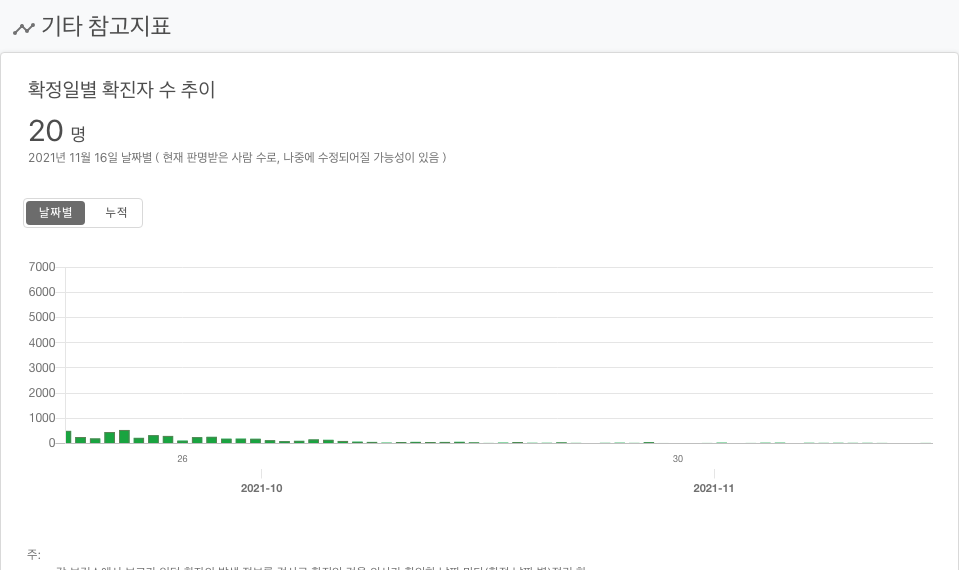 기타 참고지표
확정일별 확진자 수 추이
20 명
2021년 11월 16일 날짜별 ( 현재 판명받은 사람 수로, 나중에 수정되어질 가능성이 있음 )
날짜별 누적
7000
6000
5000
4000
3000
2000
1000
0
26 30
2021-10 2021-11
주: